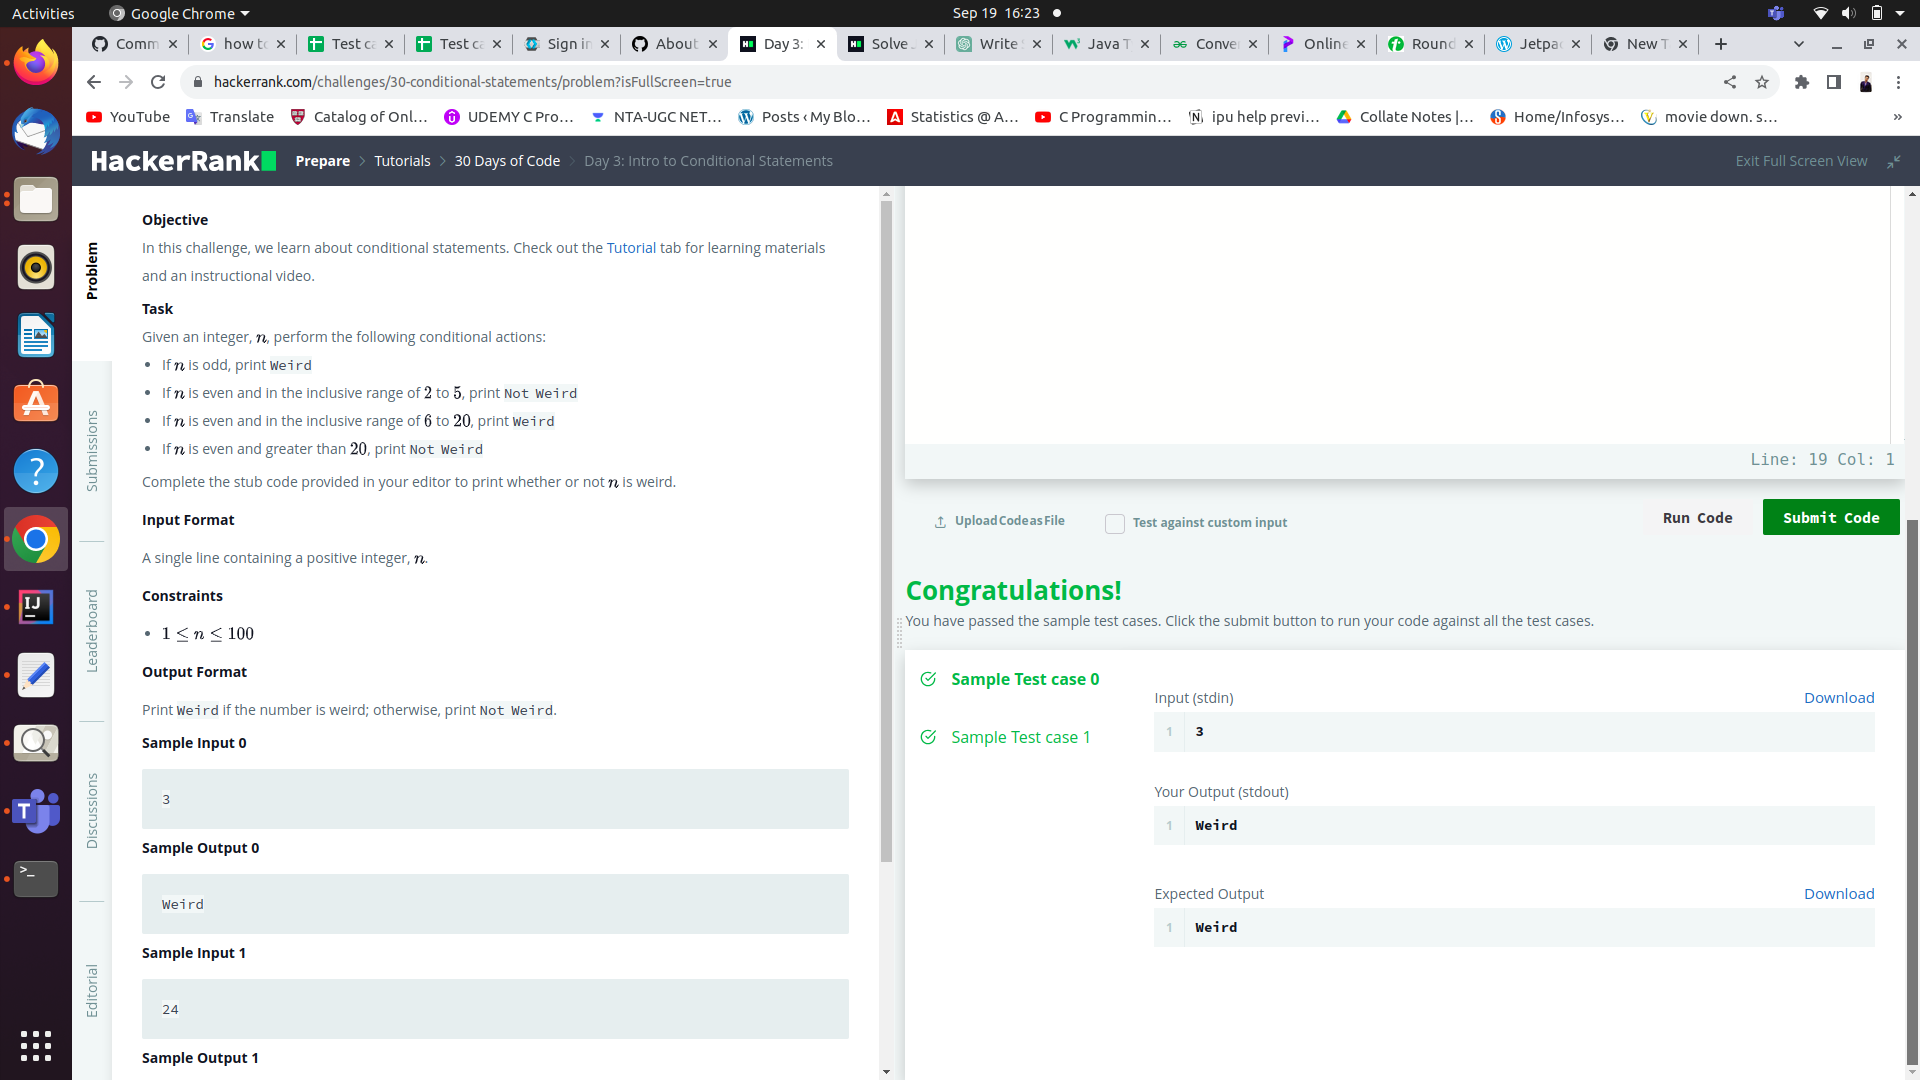 Activities
Google Chrome
Sep 19 16:23
Comm
how to
Test ca
Test ca
Sign in
About
Day 3:
Solve
Write
Java T
Conve
Online
Round
Jetpa
New T
hackerrank.com/challenges/30-conditional-statements/problem?isFullScreen=true
YouTube
Translate
Catalog of Onl...
UDEMY C Pro...
NTA-UGC NET...
Posts ‹ My Blo...
Statistics @ A...
C Programmin...
ipu help previ...
Collate Notes |...
Home/Infosys...
movie down. s...
»
HackerRank
Prepare > Tutorials > 30 Days of Code > Day 3: Intro to Conditional Statements
Exit Full Screen View
Problem
Submissions
Leaderboard
Discussions
Editorial
Objective
In this challenge, we learn about conditional statements. Check out the Tutorial tab for learning materials
and an instructional video.
Task
Given an integer, n, perform the following conditional actions:
• If n is odd, print Weird
• If n is even and in the inclusive range of 2 to 5, print Not Weird
• If n is even and in the inclusive range of 6 to 20, print Weird
• If n is even and greater than 20, print Not Weird
Complete the stub code provided in your editor to print whether or not n is weird.
Input Format
A single line containing a positive integer, n.
Constraints
• 1 ≤ n ≤ 100
Output Format
Print Weird if the number is weird; otherwise, print Not Weird.
Sample Input 0
3
Sample Output 0
Weird
Sample Input 1
24
Sample Output 1
Line: 19 Col: 1
Upload Code as File
Test against custom input
Run Code
Submit Code
Congratulations!
You have passed the sample test cases. Click the submit button to run your code against all the test cases.
Sample Test case 0
Sample Test case 1
Input (stdin)
Download
1 3
Your Output (stdout)
1 Weird
Expected Output
Download
1 Weird